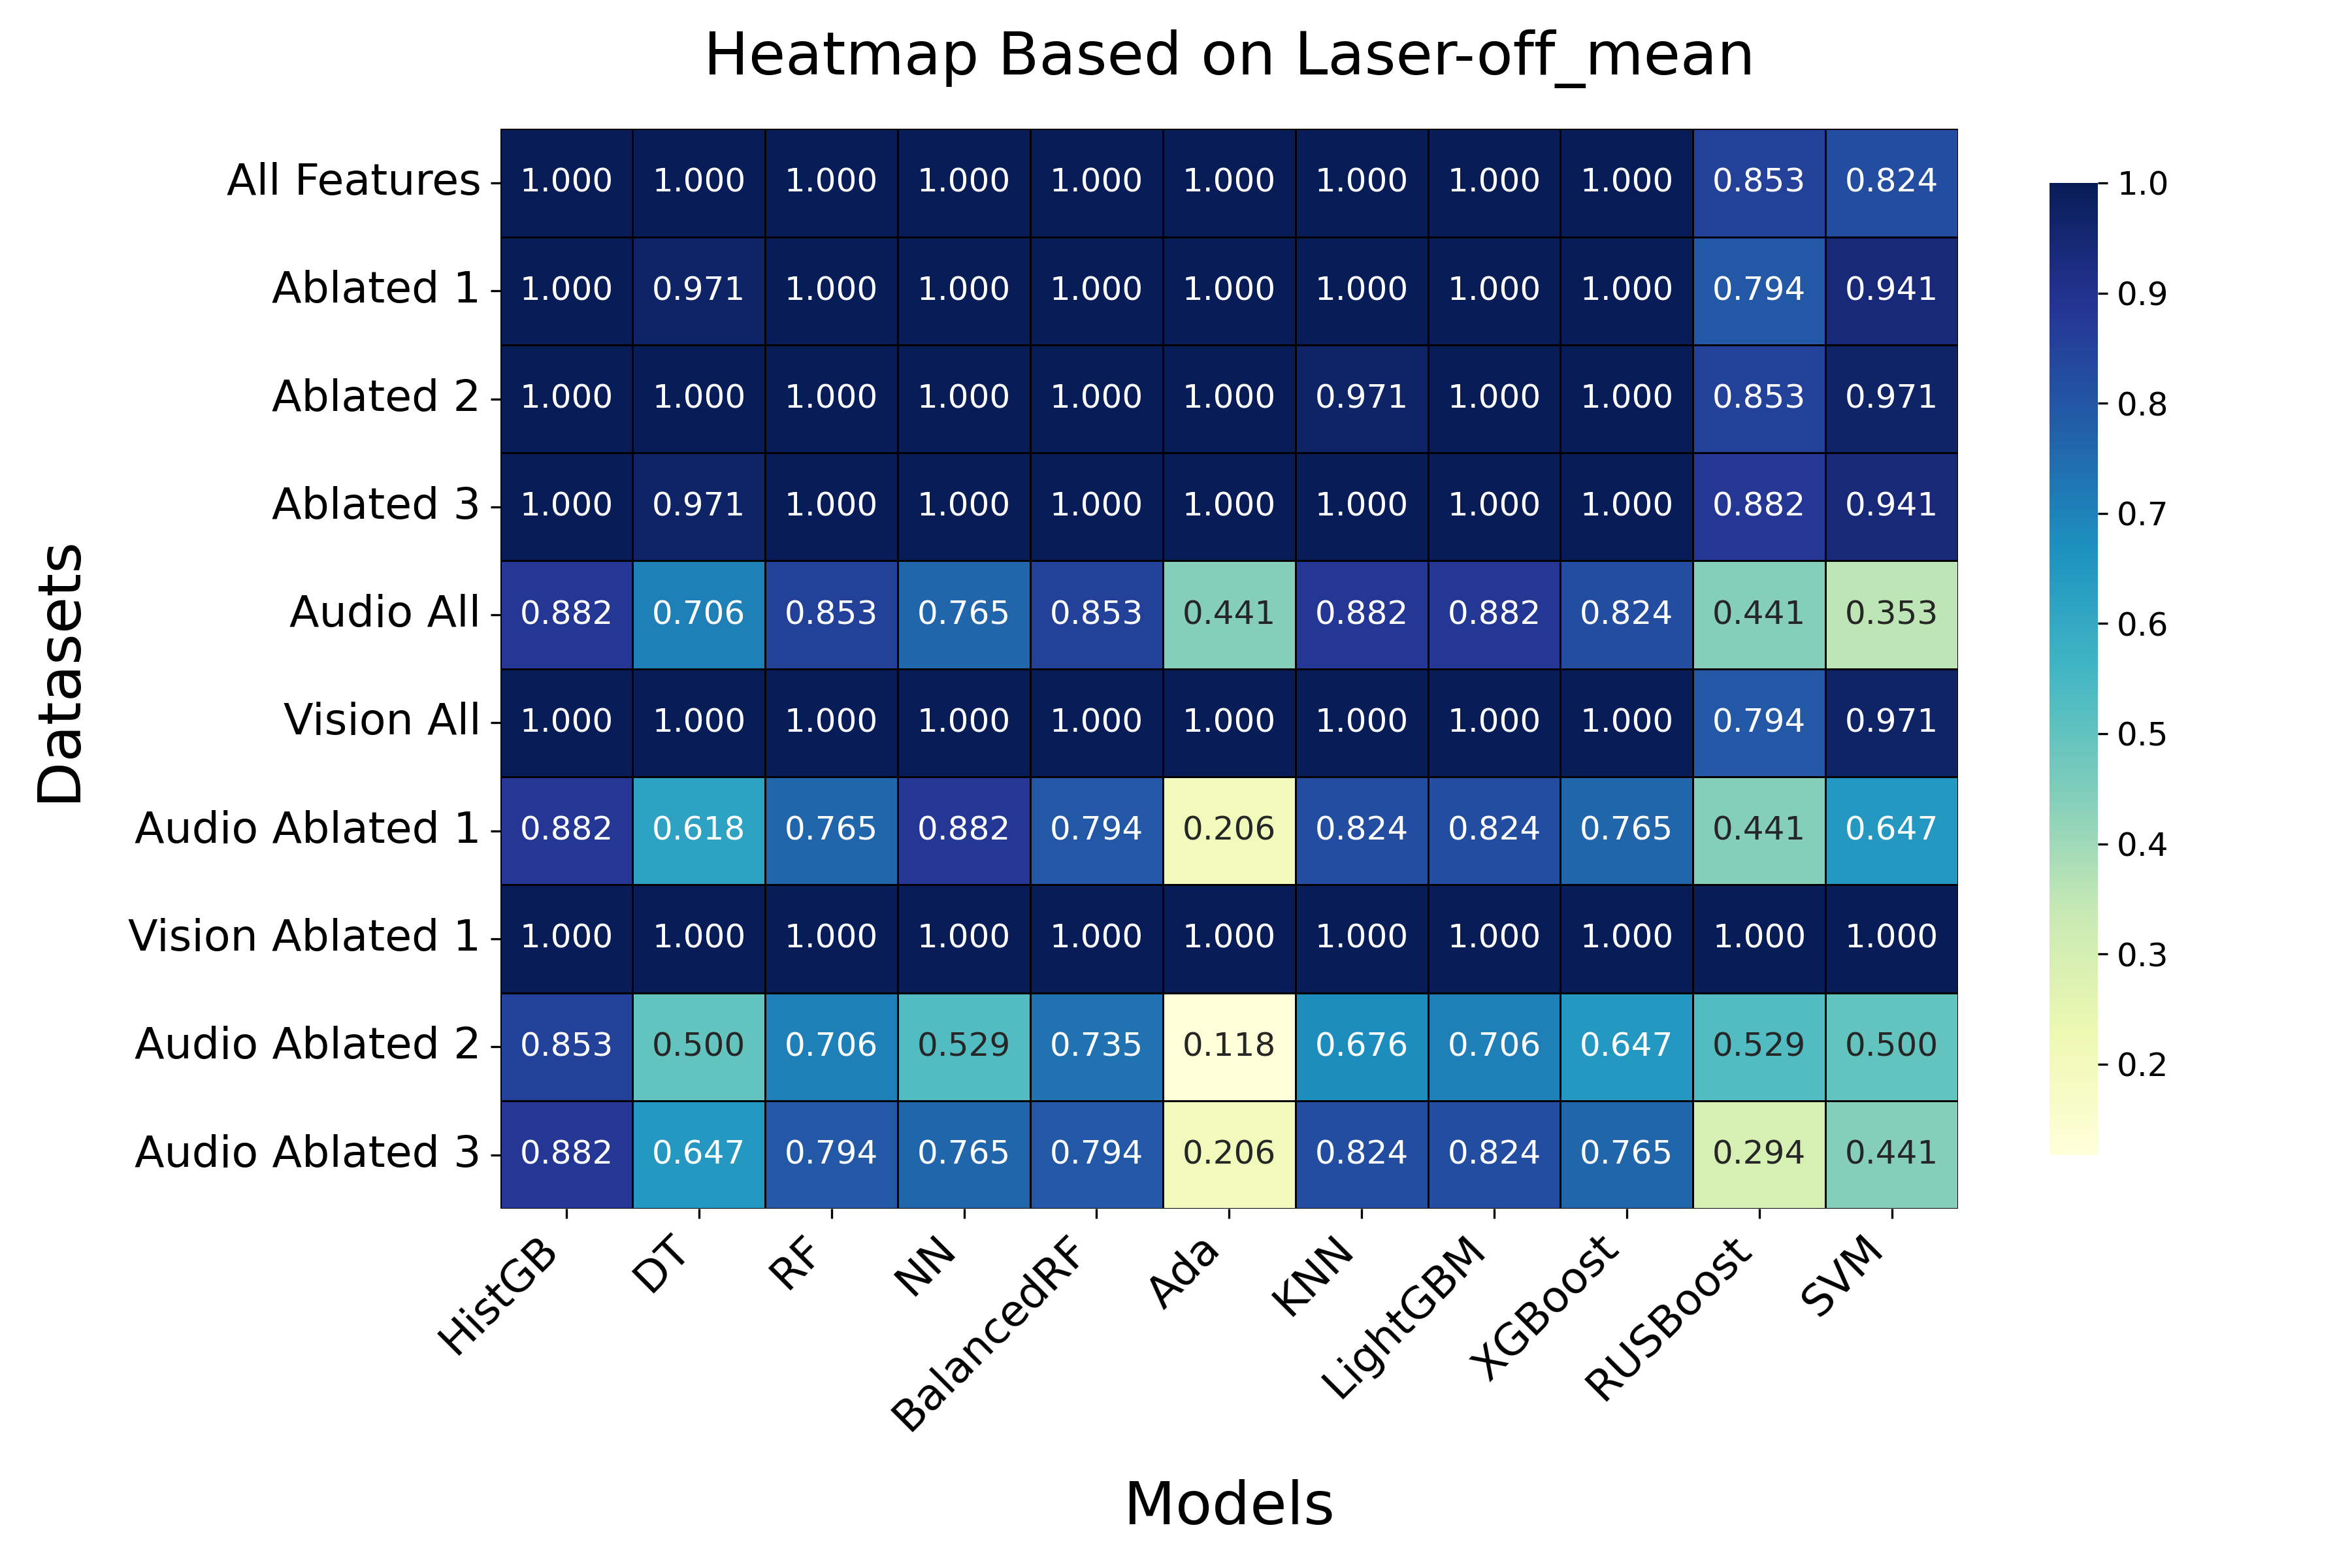 Heatmap Based on Laser-off_mean
Datasets
All Features 1.000 1.000 1.000 1.000 1.000 1.000 1.000 1.000 1.000 0.853 0.824
Ablated 1 1.000 0.971 1.000 1.000 1.000 1.000 1.000 1.000 1.000 0.794 0.941
Ablated 2 1.000 1.000 1.000 1.000 1.000 1.000 0.971 1.000 1.000 0.853 0.971
Ablated 3 1.000 0.971 1.000 1.000 1.000 1.000 1.000 1.000 1.000 0.882 0.941
Audio All 0.882 0.706 0.853 0.765 0.853 0.441 0.882 0.882 0.824 0.441 0.353
Vision All 1.000 1.000 1.000 1.000 1.000 1.000 1.000 1.000 1.000 0.794 0.971
Audio Ablated 1 0.882 0.618 0.765 0.882 0.794 0.206 0.824 0.824 0.765 0.441 0.647
Vision Ablated 1 1.000 1.000 1.000 1.000 1.000 1.000 1.000 1.000 1.000 1.000 1.000
Audio Ablated 2 0.853 0.500 0.706 0.529 0.735 0.118 0.676 0.706 0.647 0.529 0.500
Audio Ablated 3 0.882 0.647 0.794 0.765 0.794 0.206 0.824 0.824 0.765 0.294 0.441
HistGB DT RF NN BalancedRF Ada KNN LightGBM XGBoost RUSBoost SVM
Models
1.0
0.9
0.8
0.7
0.6
0.5
0.4
0.3
0.2